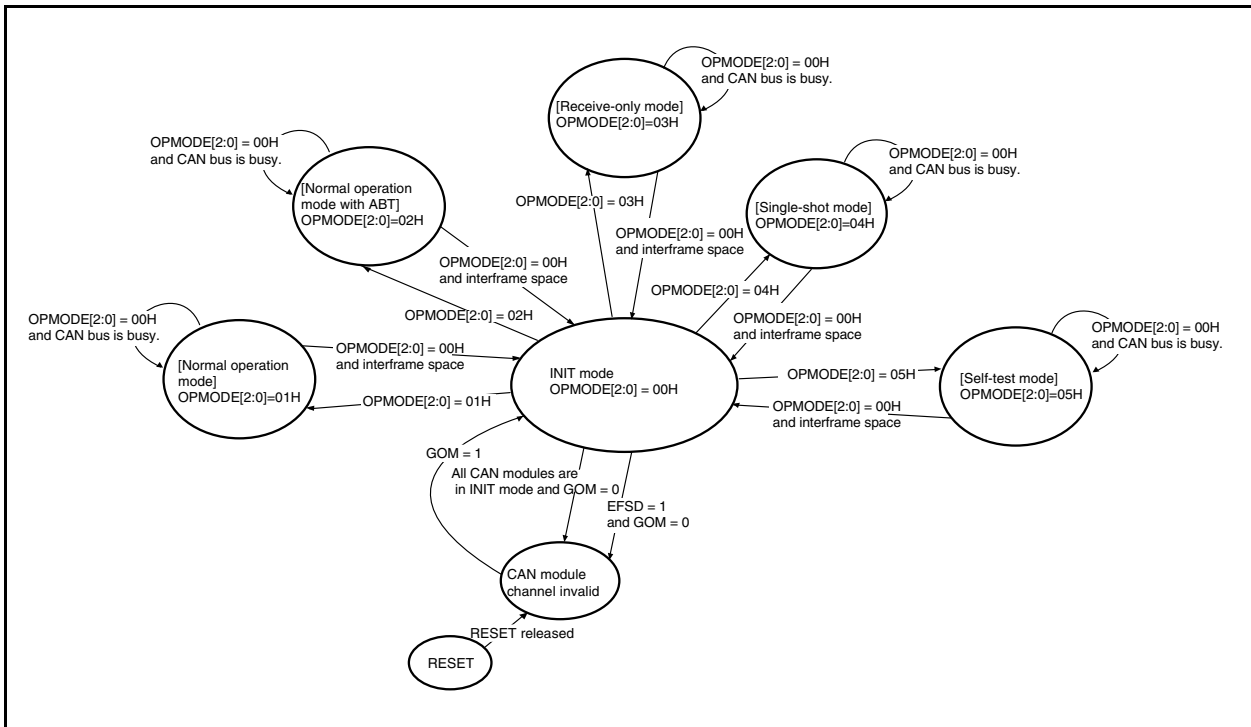 OPMODE[2:0] = 00H
and CAN bus is busy.
[Receive-only mode]
OPMODE[2:0]=03H
OPMODE[2:0] = 00H
and CAN bus is busy.
[Normal operation
mode with ABT]
OPMODE[2:0]=02H
OPMODE[2:0] = 00H
and CAN bus is busy.
[Single-shot mode]
OPMODE[2:0]=04H
OPMODE[2:0] = 03H
OPMODE[2:0] = 00H
and interframe space
OPMODE[2:0] = 00H
and interframe space
OPMODE[2:0] = 04H
OPMODE[2:0] = 02H
OPMODE[2:0] = 00H
and interframe space
OPMODE[2:0] = 00H
and CAN bus is busy.
[Normal operation
mode]
OPMODE[2:0]=01H
OPMODE[2:0] = 00H
and interframe space
OPMODE[2:0] = 01H
INIT mode
OPMODE[2:0] = 00H
OPMODE[2:0] = 05H
OPMODE[2:0] = 00H
and interframe space
OPMODE[2:0] = 00H
and CAN bus is busy.
[Self-test mode]
OPMODE[2:0]=05H
GOM = 1
All CAN modules are
in INIT mode and GOM = 0
EFSD = 1
and GOM = 0
CAN module
channel invalid
RESET released
RESET